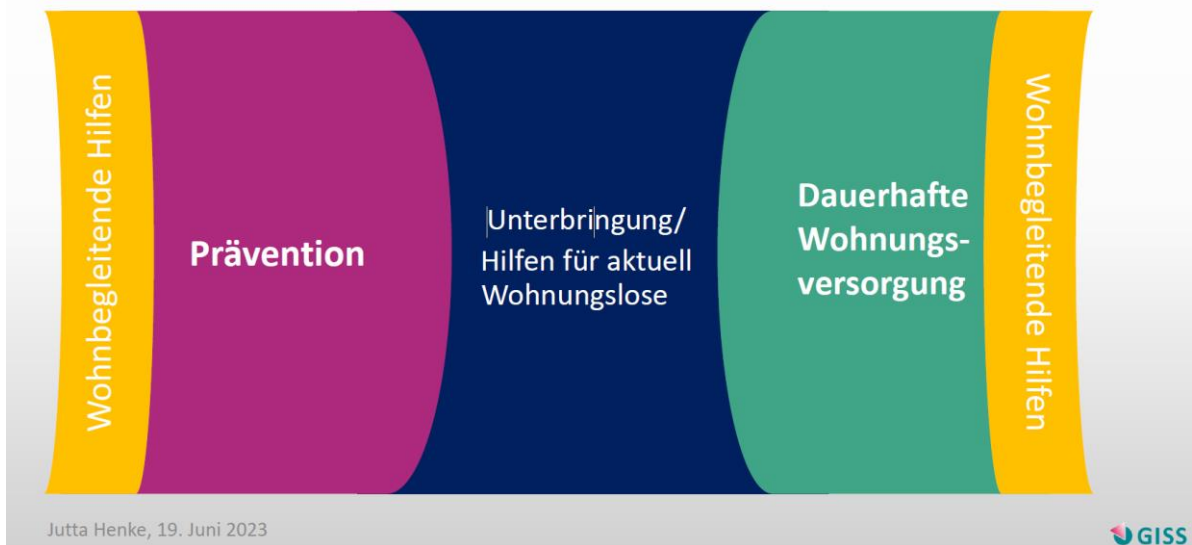 Wohnbegleitende Hilfen
Prävention
Unterbringung/
Hilfen für aktuell
Wohnungslose
Dauerhafte
Wohnungs-
versorgung
Wohnbegleitende Hilfen
Jutta Henke, 19. Juni 2023
GISS